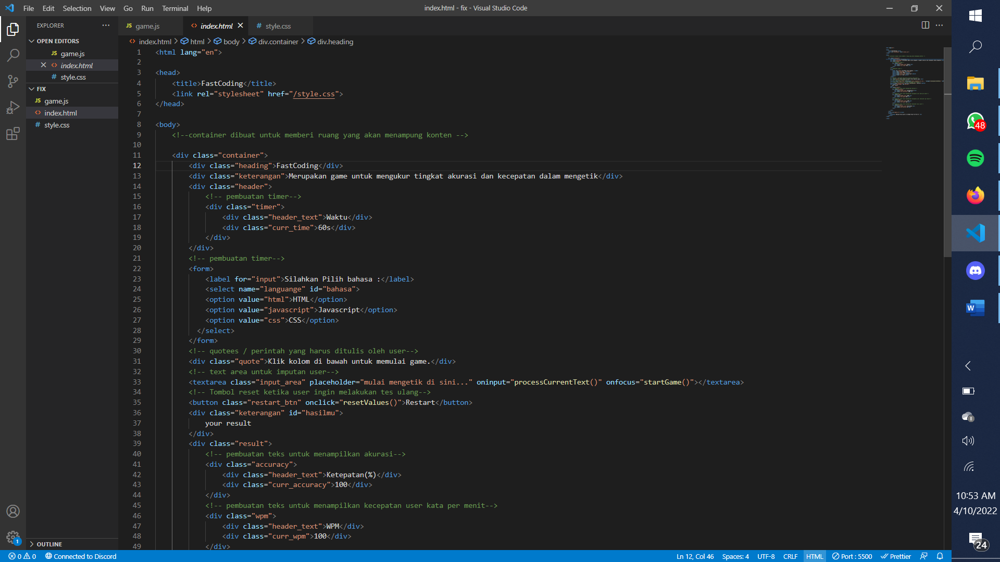 File Edit Selection View Go Run Terminal Help
index.html - fix - Visual Studio Code
EXPLORER
OPEN EDITORS
JS game.js
<> index.html
# style.css
FIX
JS game.js
<> index.html
# style.css
OUTLINE
JS game.js
<> index.html
# style.css
<> index.html > html > body > div.container > div.heading
1 <html lang="en">
2
3 <head>
4 <title>FastCoding</title>
5 <link rel="stylesheet" href="/style.css">
6 </head>
7
8 <body>
9 <!--container dibuat untuk memberi ruang yang akan menampung konten -->
10
11 <div class="container">
12 <div class="heading">FastCoding</div>
13 <div class="keterangan">Merupakan game untuk mengukur tingkat akurasi dan kecepatan dalam mengetik</div>
14 <div class="header">
15 <!-- pembuatan timer-->
16 <div class="timer">
17 <div class="header_text">Waktu</div>
18 <div class="curr_time">60s</div>
19 </div>
20 </div>
21 <!-- pembuatan timer-->
22 <form>
23 <label for="input">Silahkan Pilih bahasa :</label>
24 <select name="languange" id="bahasa">
25 <option value="html">HTML</option>
26 <option value="javascript">Javascript</option>
27 <option value="css">CSS</option>
28 </select>
29 </form>
30 <!-- quotees / perintah yang harus ditulis oleh user-->
31 <div class="quote">Klik kolom di bawah untuk memulai game.</div>
32 <!-- text area untuk imputan user-->
33 <textarea class="input_area" placeholder="mulai mengetik di sini..." oninput="processCurrentText()" onfocus="startGame()"></textarea>
34 <!-- Tombol reset ketika user ingin melakukan tes ulang-->
35 <button class="restart_btn" onclick="resetValues()">Restart</button>
36 <div class="keterangan" id="hasilmu">
37 your result
38 </div>
39 <div class="result">
40 <!-- pembuatan teks untuk menampilkan akurasi-->
41 <div class="accuracy">
42 <div class="header_text">Ketepatan(%)</div>
43 <div class="curr_accuracy">100</div>
44 </div>
45 <!-- pembuatan teks untuk menampilkan kecepatan user kata per menit-->
46 <div class="wpm">
47 <div class="header_text">WPM</div>
48 <div class="curr_wpm">100</div>
49 </div>
1
0 0 Connected to Discord
Ln 12, Col 46 Spaces: 4 UTF-8 CRLF HTML Port : 5500 Prettier
48
W
10:53 AM
4/10/2022
24